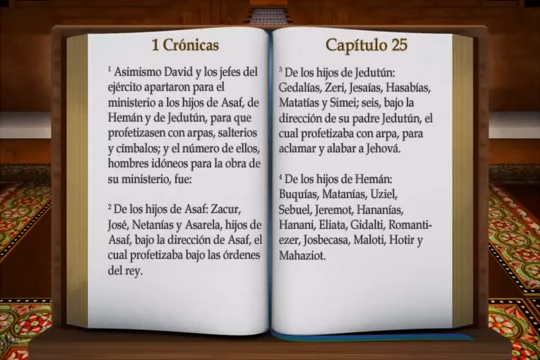 1 Crónicas
1 Asimismo David y los jefes del
ejército apartaron para el
ministerio a los hijos de Asaf, de
Hemán y de Jedutún, para que
profetizasen con arpas, salterios
y címbalos; y el número de ellos,
hombres idóneos para la obra de
su ministerio, fue:
2 De los hijos de Asaf: Zacur,
José, Netanías y Asarela, hijos de
Asaf, bajo la dirección de Asaf, el
cual profetizaba bajo las órdenes
del rey.
Capítulo 25
3 De los hijos de Jedutún:
Gedalías, Zeri, Jesaías, Hasabías,
Matatías y Simei; seis, bajo la
dirección de su padre Jedutún, el
cual profetizaba con arpa, para
aclamar y alabar a Jehová.
4 De los hijos de Hemán:
Buquías, Matanías, Uziel,
Sebuel, Jeremot, Hananías,
Hanani, Eliata, Gidalti, Romanti-
ezer, Josbecasa, Maloti, Hotir y
Mahaziot.